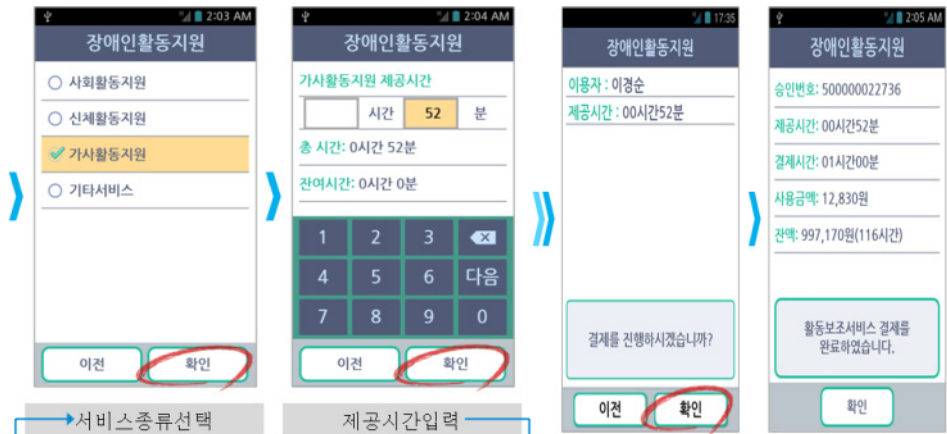 2:03 AM
장애인활동지원
사회활동지원
신체활동지원
가사활동지원
기타서비스
이전
확인
서비스종류선택
2:04 AM
장애인활동지원
가사활동지원 제공시간
시간
52
분
총 시간: 0시간 52분
잔여시간: 0시간 0분
1 2 3
4 5 6 다음
7 8 9 0
이전
확인
제공시간입력
17:35
장애인활동지원
이용자 : 이경순
제공시간 : 00시간52분
결제를 진행하시겠습니까?
이전
확인
2:05 AM
장애인활동지원
승인번호: 500000022736
제공시간: 00시간52분
결제시간: 01시간00분
사용금액: 12,830원
잔액: 997,170원(116시간)
활동보조서비스 결제를
완료하였습니다.
확인